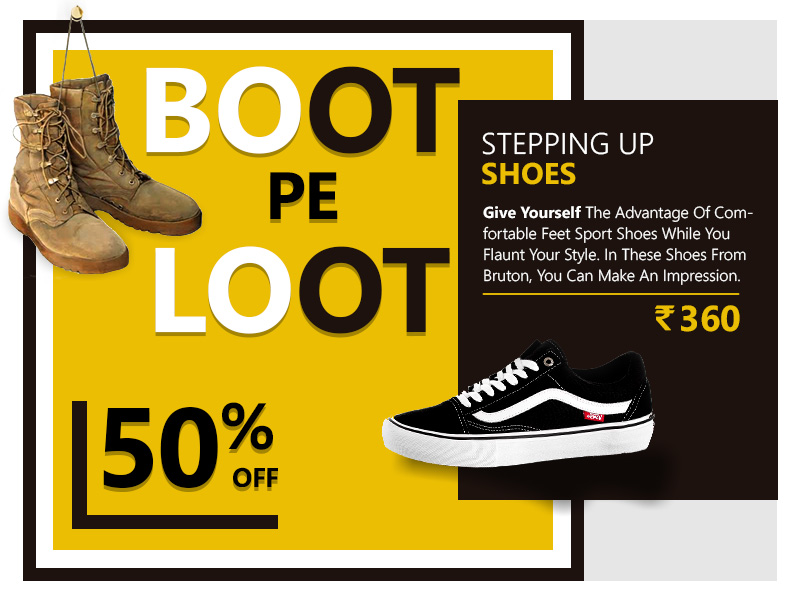 BOOT
PE
LOOT
50%
OFF
STEPPING UP
SHOES
Give Yourself The Advantage Of Com-
fortable Feet Sport Shoes While You
Flaunt Your Style. In These Shoes From
Bruton, You Can Make An Impression.
₹360